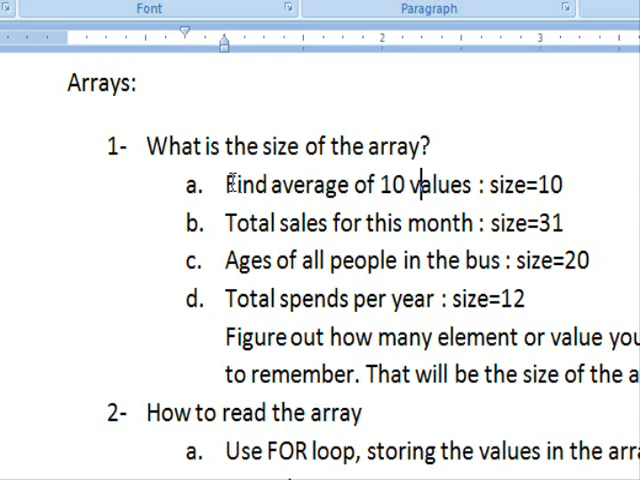 Font Paragraph
2 3
Arrays:
1- What is the size of the array?
a. Find average of 10 values : size=10
b. Total sales for this month : size=31
c. Ages of all people in the bus : size=20
d. Total spends per year : size=12
Figure out how many element or value you
to remember. That will be the size of the a
2- How to read the array
a. Use FOR loop, storing the values in the arra